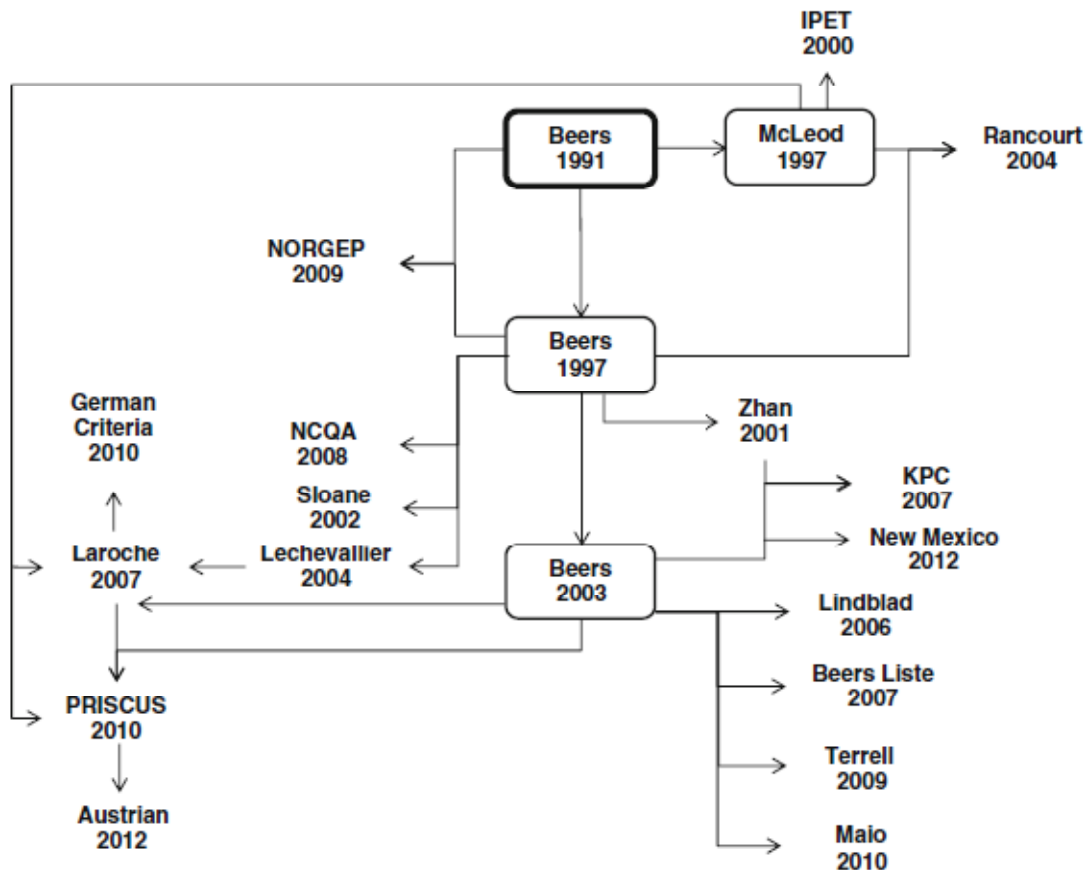 IPET
2000
Beers
1991
McLeod
1997
Rancourt
2004
NORGEP
2009
Beers
1997
German
Criteria
2010
NCQA
2008
Zhan
2001
Sloane
2002
KPC
2007
Laroche
2007
Lechevallier
2004
Beers
2003
New Mexico
2012
Lindblad
2006
PRISCUS
2010
Beers Liste
2007
Terrell
2009
Austrian
2012
Maio
2010